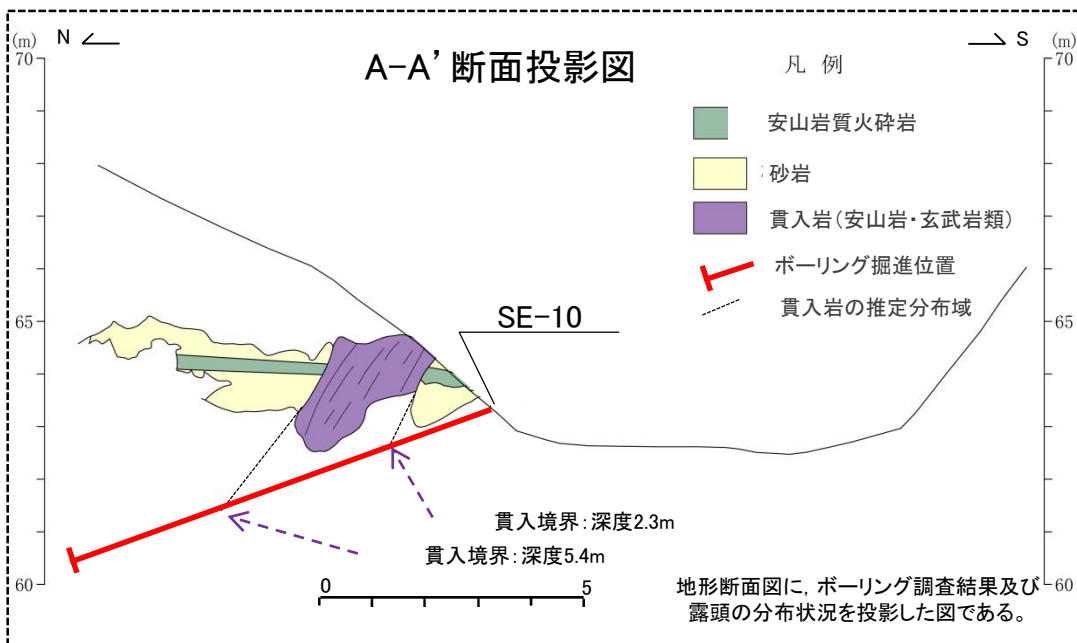 (m) N S (m)
70 70
A-A’断面投影図
凡 例
安山岩質火砕岩
砂岩
貫入岩(安山岩・玄武岩類)
ボーリング掘進位置
貫入岩の推定分布域
65 65
SE-10
貫入境界:深度2.3m
貫入境界:深度5.4m
60 60
0 5
地形断面図に,ボーリング調査結果及び
露頭の分布状況を投影した図である。